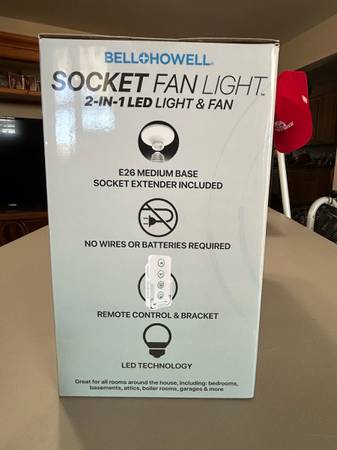 BELL+HOWELL
SOCKET FAN LIGHT™
2-IN-1 LED LIGHT & FAN
E26 MEDIUM BASE
SOCKET EXTENDER INCLUDED
NO WIRES OR BATTERIES REQUIRED
REMOTE CONTROL & BRACKET
LED TECHNOLOGY
Great for all rooms around the house, including: bedrooms,
basements, attics, boiler rooms, garages & more